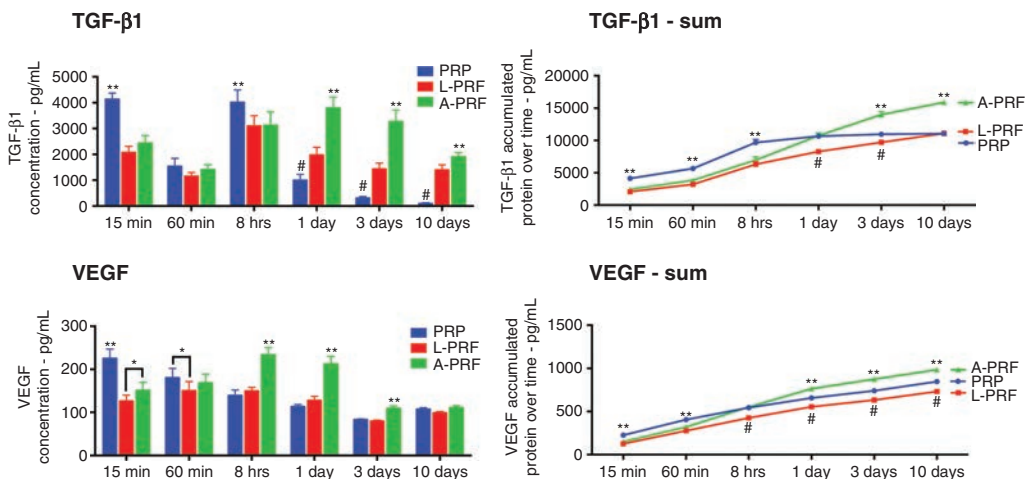 TGF-β1
5000
4000
3000
2000
1000
0
TGF-β1
concentration - pg/mL
**
**
#
**
#
**
#
**
PRP
L-PRF
A-PRF
15 min 60 min 8 hrs 1 day 3 days 10 days
TGF-β1 - sum
20000
15000
10000
5000
0
TGF-β1 accumulated
protein over time - pg/mL
**
**
**
#
**
#
**
A-PRF
L-PRF
PRP
15 min 60 min 8 hrs 1 day 3 days 10 days
VEGF
300
200
100
0
VEGF
concentration - pg/mL
**
*
*
**
**
**
PRP
L-PRF
A-PRF
15 min 60 min 8 hrs 1 day 3 days 10 days
VEGF - sum
1500
1000
500
0
VEGF accumulated
protein over time - pg/mL
**
**
#
**
#
**
#
**
#
A-PRF
PRP
L-PRF
15 min 60 min 8 hrs 1 day 3 days 10 days